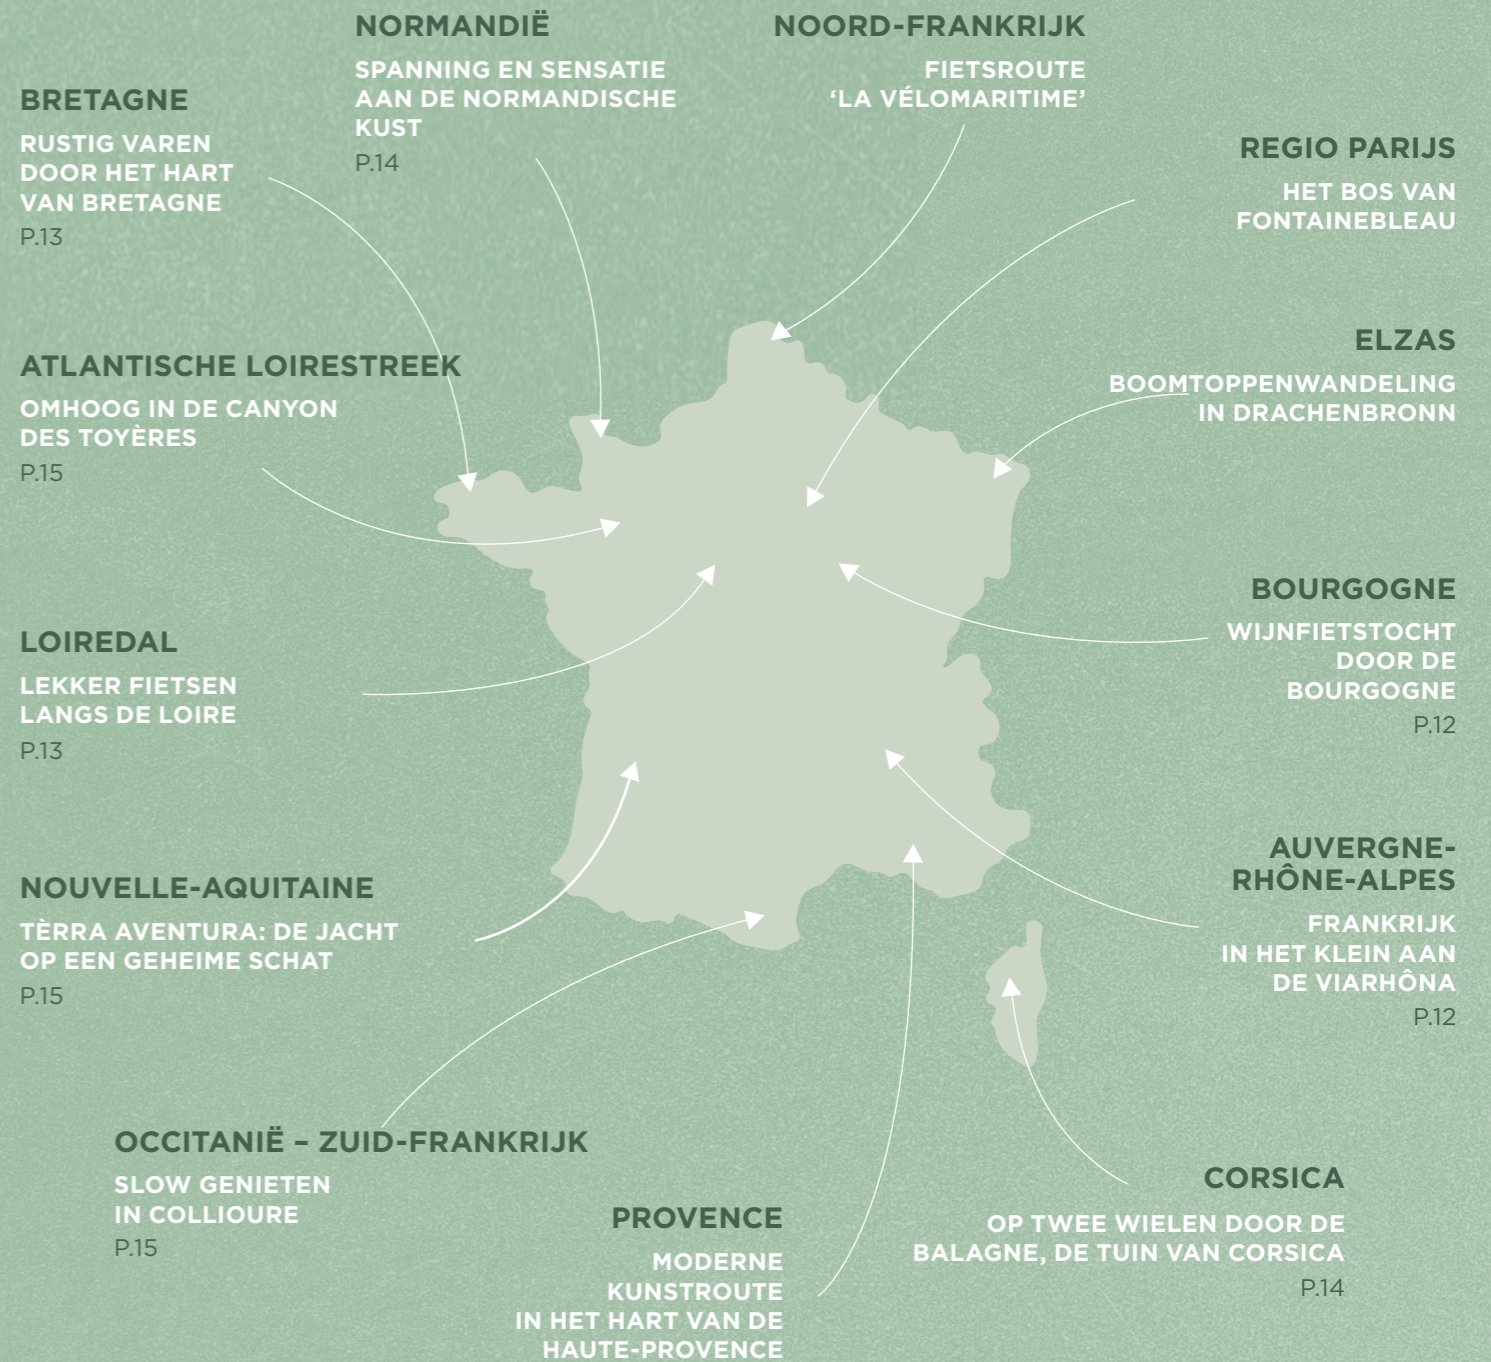 NORMANDIË
SPANNING EN SENSATIE
AAN DE NORMANDISCHE
KUST
P.14
NOORD-FRANKRIJK
FIETSROUTE
‘LA VÉLOMARITIME’
BRETAGNE
RUSTIG VAREN
DOOR HET HART
VAN BRETAGNE
P.13
REGIO PARIJS
HET BOS VAN
FONTAINEBLEAU
ATLANTISCHE LOIRESTREEK
OMHOOG IN DE CANYON
DES TOYÈRES
P.15
ELZAS
BOOMTOPPENWANDELING
IN DRACHENBRONN
LOIREDAL
LEKKER FIETSEN
LANGS DE LOIRE
P.13
BOURGOGNE
WIJNFIETSTOCHT
DOOR DE
BOURGOGNE
P.12
NOUVELLE-AQUITAINE
TÈRRA AVENTURA: DE JACHT
OP EEN GEHEIME SCHAT
P.15
AUVERGNE-
RHÔNE-ALPES
FRANKRIJK
IN HET KLEIN AAN
DE VIARHÔNA
P.12
OCCITANIË – ZUID-FRANKRIJK
SLOW GENIETEN
IN COLLIOURE
P.15
PROVENCE
MODERNE
KUNSTROUTE
IN HET HART VAN DE
HAUTE-PROVENCE
CORSICA
OP TWEE WIELEN DOOR DE
BALAGNE, DE TUIN VAN CORSICA
P.14